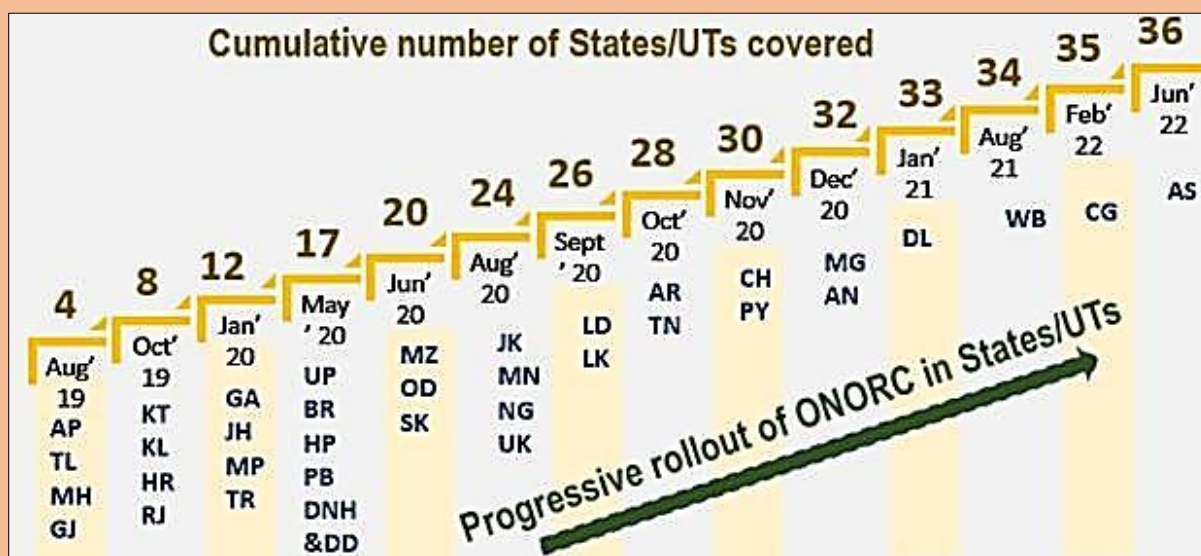 Cumulative number of States/UTs covered
4
Aug'
19
AP
TL
MH
GJ
8
Oct'
19
KT
KL
HR
RJ
12
Jan'
20
GA
JH
MP
TR
17
May
' 20
UP
BR
HP
PB
DNH
&DD
20
Jun'
20
MZ
OD
SK
24
Aug'
20
JK
MN
NG
UK
26
Sept
' 20
LD
LK
28
Oct'
20
AR
TN
30
Nov'
20
CH
PY
32
Dec'
20
MG
AN
33
Jan'
21
DL
34
Aug'
21
WB
35
Feb'
22
CG
36
Jun'
22
AS
Progressive rollout of ONORC in States/UTs